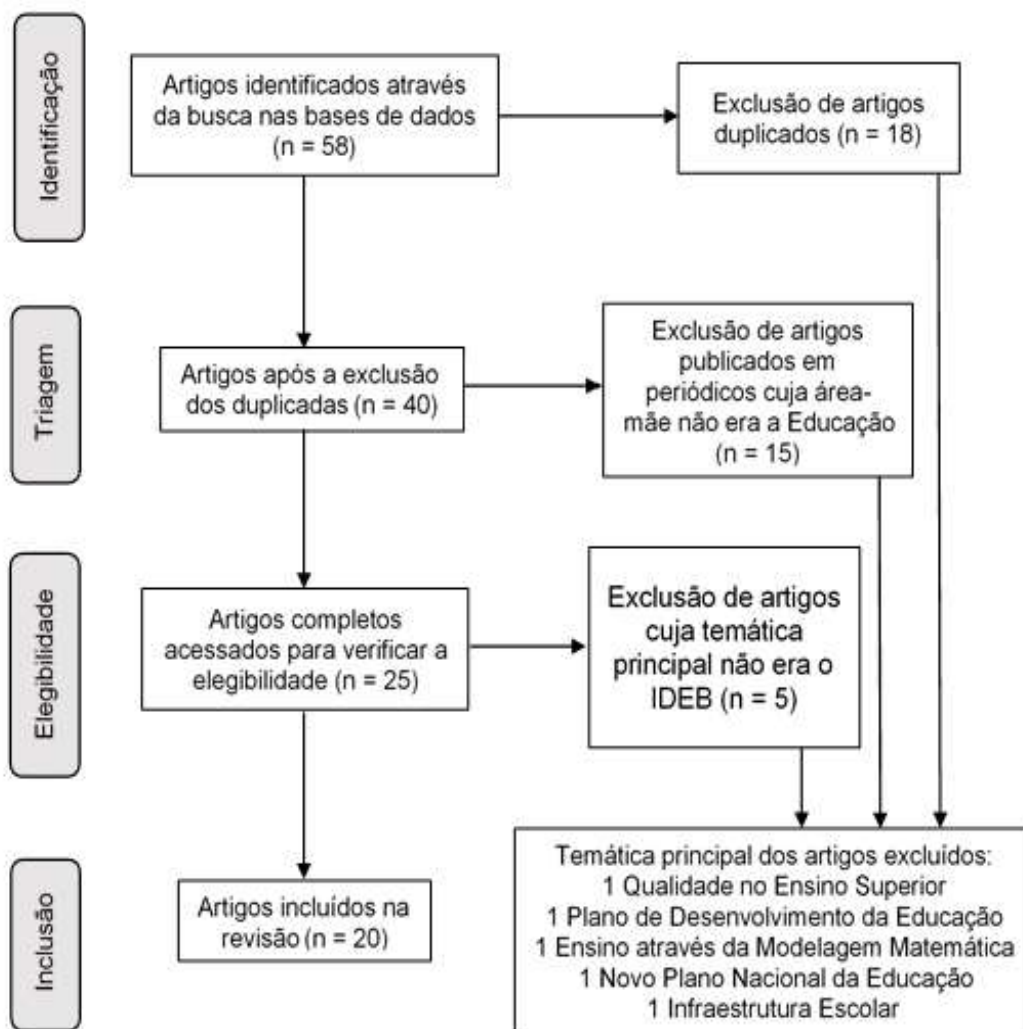 Identificação
Artigos identificados através
da busca nas bases de dados
(n = 58)
Exclusão de artigos
duplicados (n = 18)
Triagem
Artigos após a exclusão
dos duplicadas (n = 40)
Exclusão de artigos
publicados em
periódicos cuja área-
mãe não era a Educação
(n = 15)
Elegibilidade
Artigos completos
acessados para verificar a
elegibilidade (n = 25)
Exclusão de artigos
cuja temática
principal não era o
IDEB (n = 5)
Inclusão
Artigos incluídos na
revisão (n = 20)
Temática principal dos artigos excluídos:
1 Qualidade no Ensino Superior
1 Plano de Desenvolvimento da Educação
1 Ensino através da Modelagem Matemática
1 Novo Plano Nacional da Educação
1 Infraestrutura Escolar